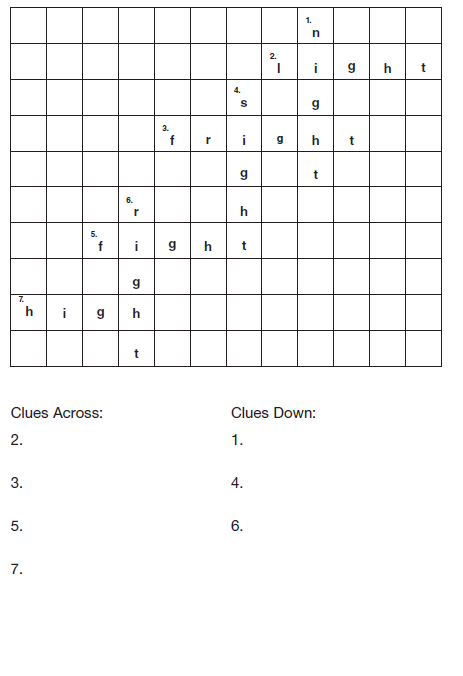 1.
n
2.
l i g h t
4.
s g
3.
f r i g h t
g t
6.
r h
5.
f i g h t
g
7.
h i g h
t
Clues Across: Clues Down:
2. 1.
3. 4.
5. 6.
7.